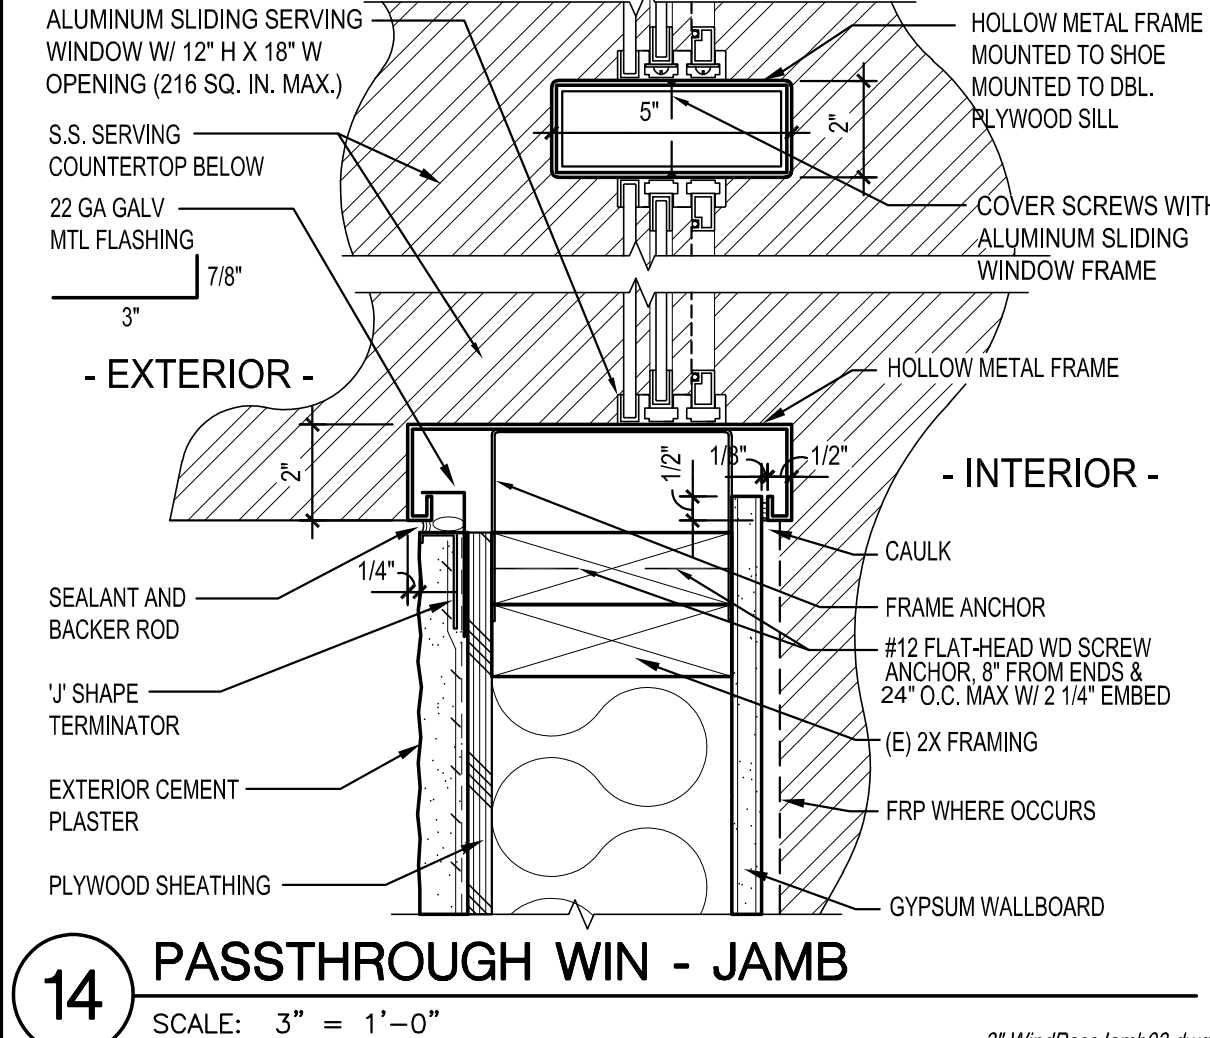 ALUMINUM SLIDING SERVING
WINDOW W/ 12" H X 18" W
OPENING (216 SQ. IN. MAX.)
S.S. SERVING
COUNTERTOP BELOW
22 GA GALV
MTL FLASHING
7/8"
3"
- EXTERIOR -
2"
SEALANT AND
BACKER ROD
1/4"
'J' SHAPE
TERMINATOR
EXTERIOR CEMENT
PLASTER
PLYWOOD SHEATHING
5"
2"
HOLLOW METAL FRAME
MOUNTED TO SHOE
MOUNTED TO DBL.
PLYWOOD SILL
COVER SCREWS WITH
ALUMINUM SLIDING
WINDOW FRAME
HOLLOW METAL FRAME
1/2"
1/8"
1/2"
- INTERIOR -
CAULK
FRAME ANCHOR
#12 FLAT-HEAD WD SCREW
ANCHOR, 8" FROM ENDS &
24" O.C. MAX W/ 2 1/4" EMBED
(E) 2X FRAMING
FRP WHERE OCCURS
GYPSUM WALLBOARD
14
PASSTHROUGH WIN - JAMB
SCALE: 3" = 1'-0"